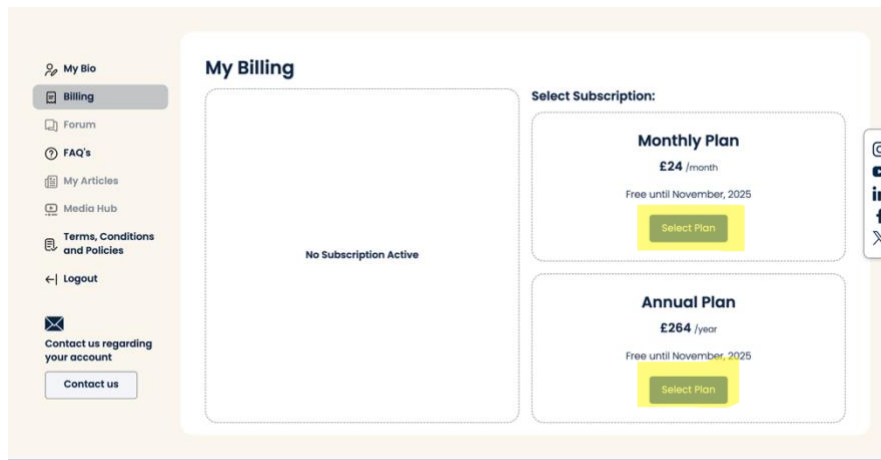 My Bio
Billing
Forum
FAQ's
My Articles
Media Hub
Terms, Conditions
and Policies
Logout
Contact us regarding
your account
Contact us
My Billing
No Subscription Active
Select Subscription:
Monthly Plan
£24 /month
Free until November, 2025
Select Plan
Annual Plan
£264 /year
Free until November, 2025
Select Plan